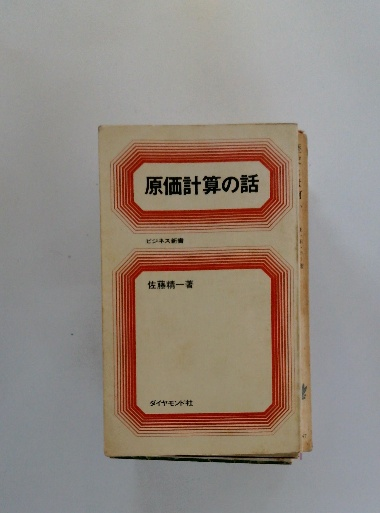 原価計算の話
ビジネス新書
佐藤精一著
ダイヤモンド社